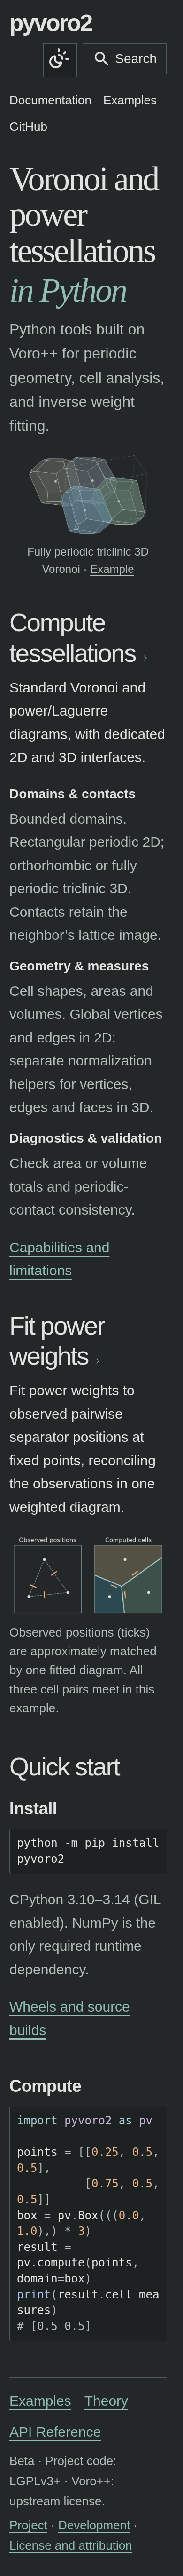 pyvoro2
Search
Documentation Examples
GitHub
Voronoi and
power
tessellations
in Python
Python tools built on
Voro++ for periodic
geometry, cell analysis,
and inverse weight
fitting.
Fully periodic triclinic 3D
Voronoi · Example
Compute
tessellations ›
Standard Voronoi and
power/Laguerre
diagrams, with dedicated
2D and 3D interfaces.
Domains & contacts
Bounded domains.
Rectangular periodic 2D;
orthorhombic or fully
periodic triclinic 3D.
Contacts retain the
neighbor’s lattice image.
Geometry & measures
Cell shapes, areas and
volumes. Global vertices
and edges in 2D;
separate normalization
helpers for vertices,
edges and faces in 3D.
Diagnostics & validation
Check area or volume
totals and periodic-
contact consistency.
Capabilities and
limitations
Fit power
weights ›
Fit power weights to
observed pairwise
separator positions at
fixed points, reconciling
the observations in one
weighted diagram.
Observed positions Computed cells
Observed positions (ticks)
are approximately matched
by one fitted diagram. All
three cell pairs meet in this
example.
Quick start
Install
python -m pip install
pyvoro2
CPython 3.10–3.14 (GIL
enabled). NumPy is the
only required runtime
dependency.
Wheels and source
builds
Compute
import pyvoro2 as pv
points = [[0.25, 0.5,
0.5],
[0.75, 0.5,
0.5]]
box = pv.Box(((0.0,
1.0),) * 3)
result =
pv.compute(points,
domain=box)
print(result.cell_mea
sures)
# [0.5 0.5]
Examples Theory
API Reference
Beta · Project code:
LGPLv3+ · Voro++:
upstream license.
Project · Development ·
License and attribution